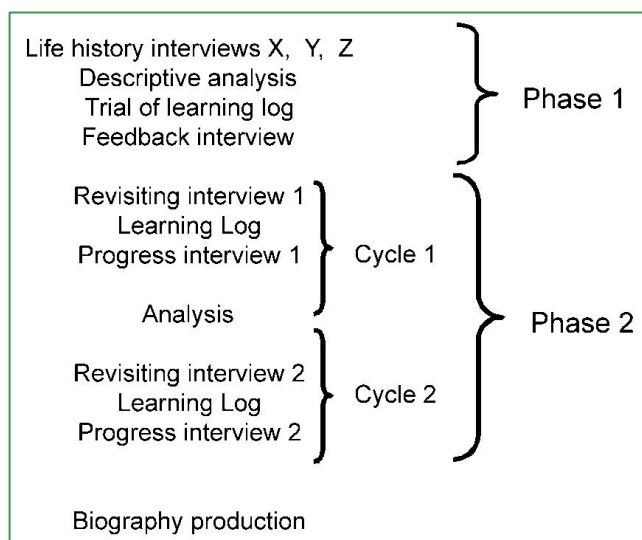 Life history interviews X, Y, Z
Descriptive analysis
Trial of learning log
Feedback interview
Phase 1
Revisiting interview 1
Learning Log
Progress interview 1
Cycle 1
Analysis
Phase 2
Revisiting interview 2
Learning Log
Progress interview 2
Cycle 2
Biography production